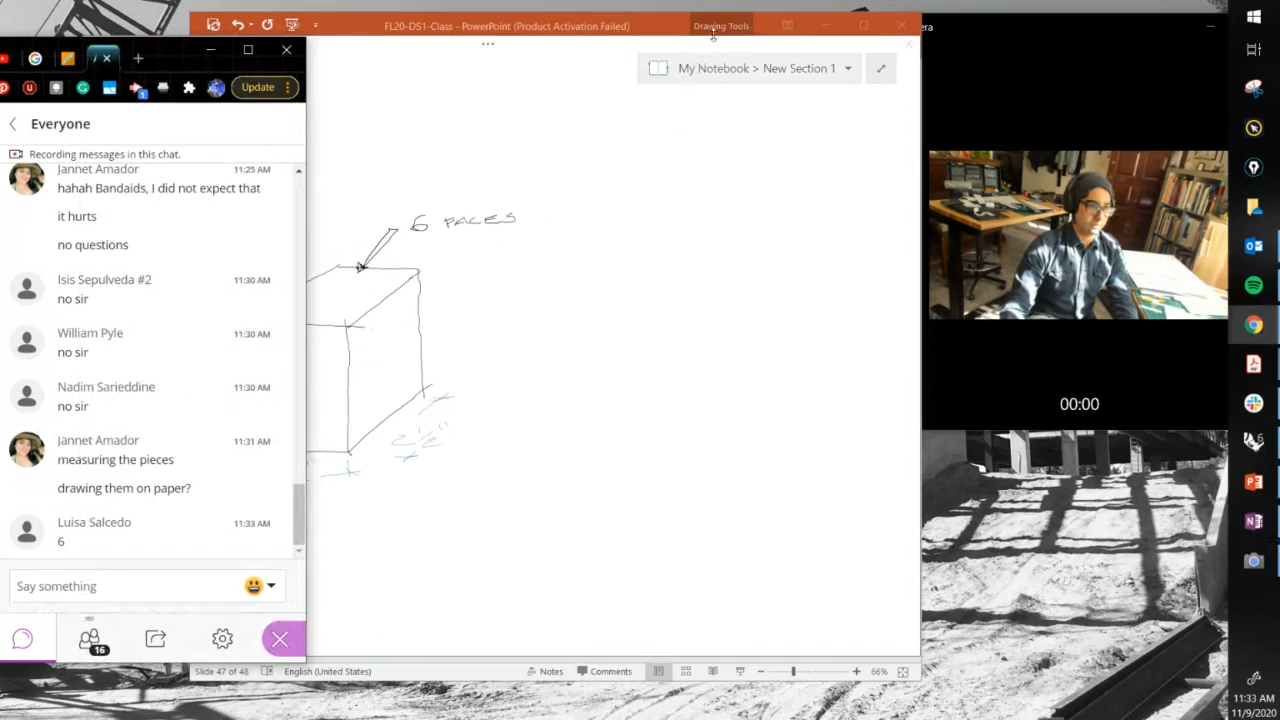 FL20-DS1-Class - PowerPoint (Product Activation Failed)
Drawing Tools
era
My Notebook > New Section 1
Update
Everyone
Recording messages in this chat.
Jannet Amador
11:25 AM
hahah Bandaids, I did not expect that
it hurts
no questions
Isis Sepulveda #2
11:30 AM
no sir
William Pyle
11:30 AM
no sir
Nadim Sarieddine
11:30 AM
no sir
Jannet Amador
11:31 AM
measuring the pieces
drawing them on paper?
Luisa Salcedo
11:33 AM
6
Say something
16
6 FACES
2'2"
00:00
Slide 47 of 48
English (United States)
Notes
Comments
66%
11:33 AM
11/9/2020